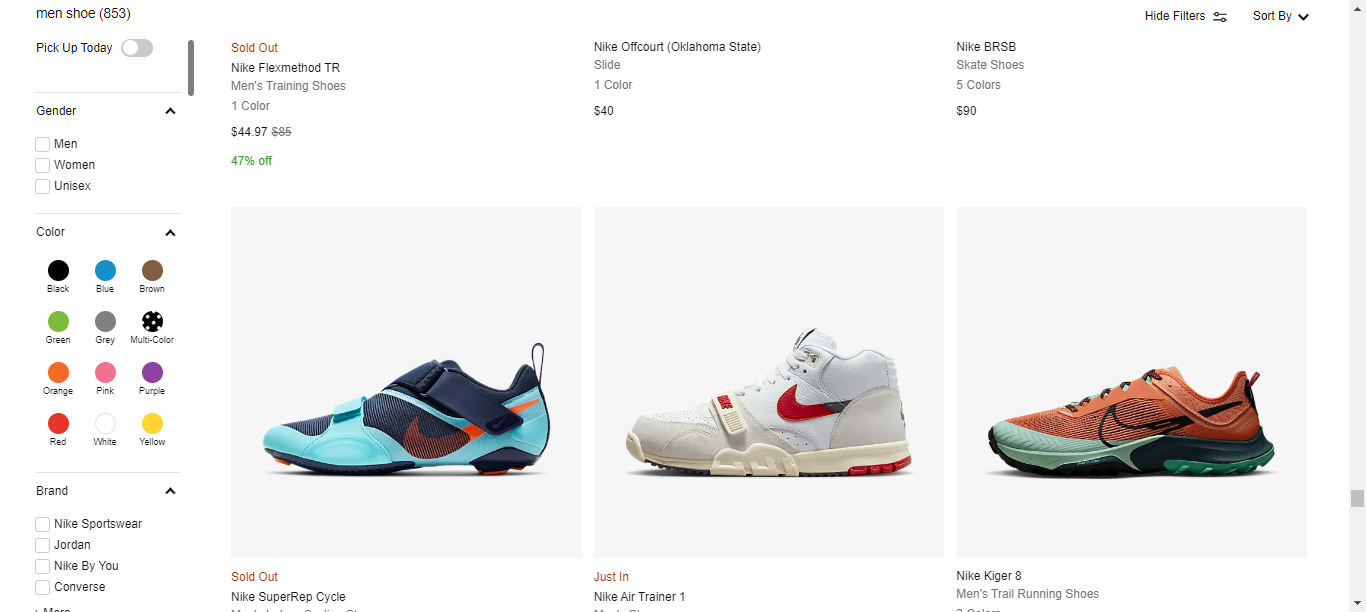 men shoe (853)
Hide Filters
Sort By
Pick Up Today
Gender
Men
Women
Unisex
Color
Black
Blue
Brown
Green
Grey
Multi-Color
Orange
Pink
Purple
Red
White
Yellow
Brand
Nike Sportswear
Jordan
Nike By You
Converse
+ More
Sold Out
Nike Flexmethod TR
Men's Training Shoes
1 Color
$44.97 $85
47% off
Nike Offcourt (Oklahoma State)
Slide
1 Color
$40
Nike BRSB
Skate Shoes
5 Colors
$90
Sold Out
Nike SuperRep Cycle
Just In
Nike Air Trainer 1
Nike Kiger 8
Men's Trail Running Shoes